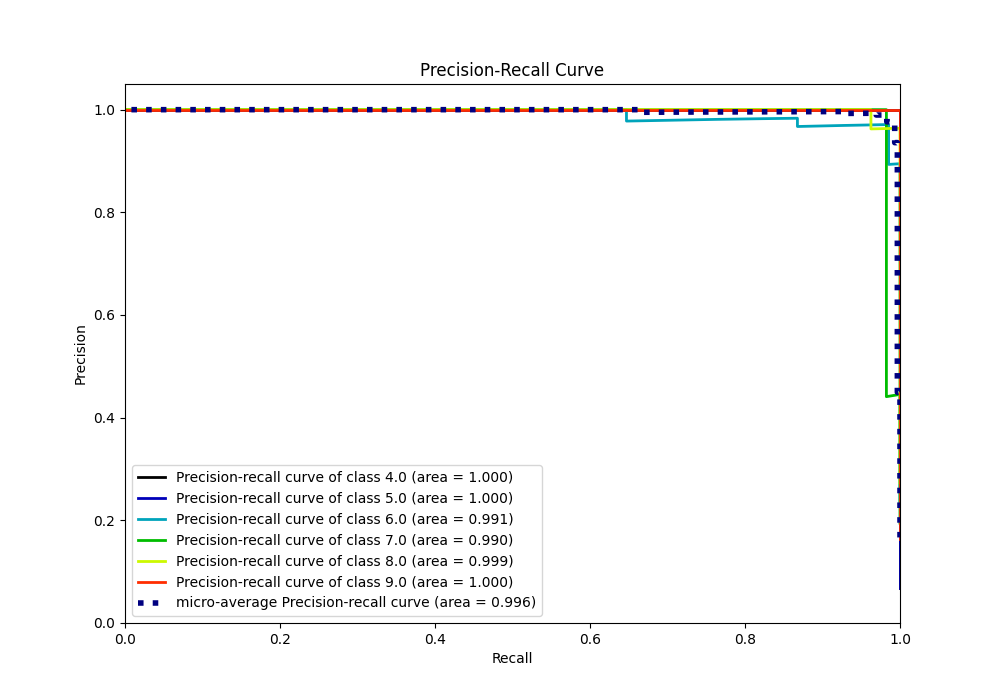 Precision-Recall Curve
1.0
0.8
0.6
0.4
0.2
0.0
Precision
Precision-recall curve of class 4.0 (area = 1.000)
Precision-recall curve of class 5.0 (area = 1.000)
Precision-recall curve of class 6.0 (area = 0.991)
Precision-recall curve of class 7.0 (area = 0.990)
Precision-recall curve of class 8.0 (area = 0.999)
Precision-recall curve of class 9.0 (area = 1.000)
micro-average Precision-recall curve (area = 0.996)
0.0 0.2 0.4 0.6 0.8 1.0
Recall